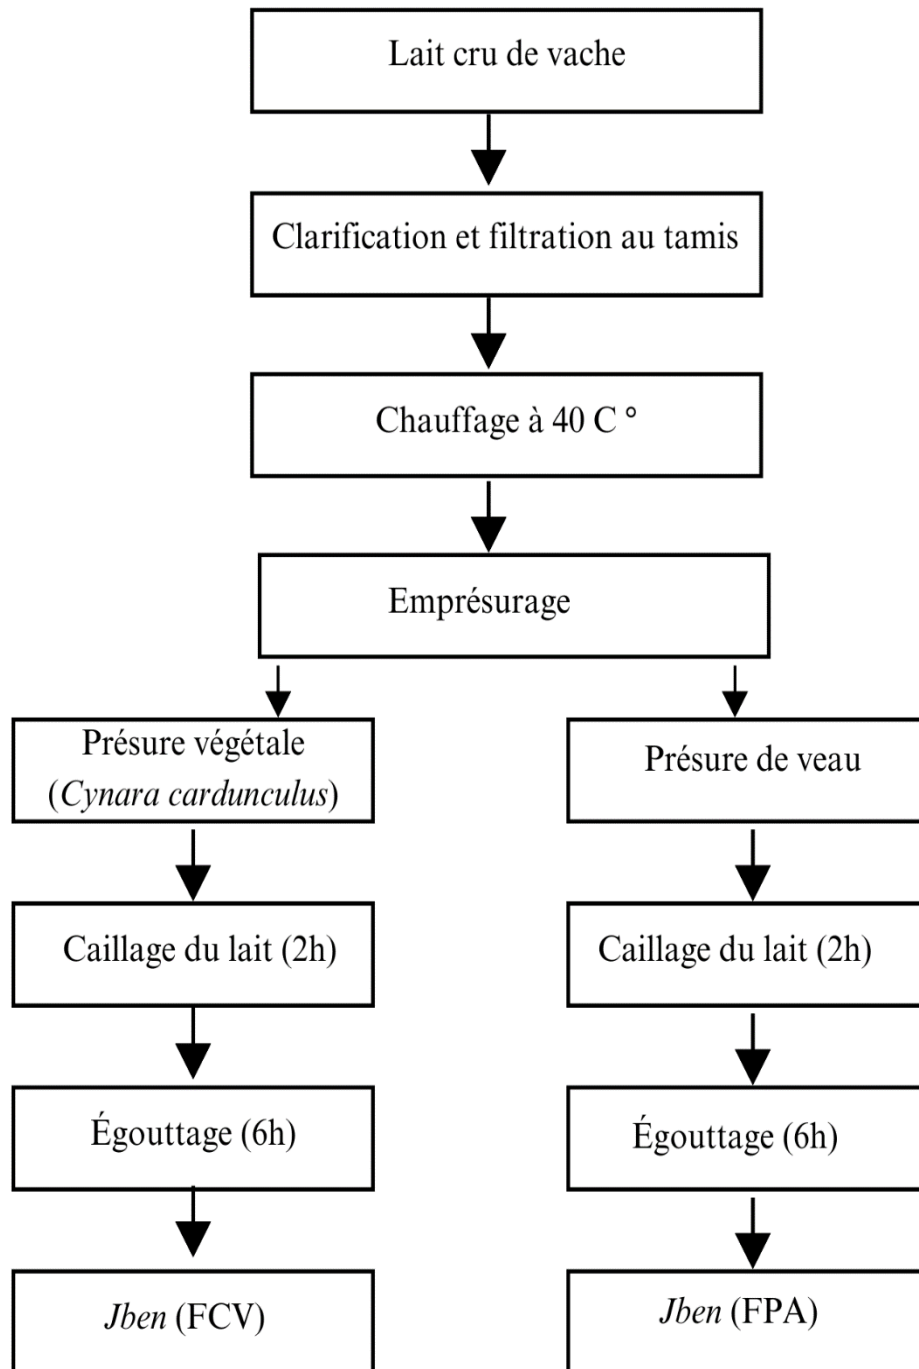 Lait cru de vache
Clarification et filtration au tamis
Chauffage à 40 C °
Emprésurage
Présure végétale
(Cynara cardunculus)
Présure de veau
Caillage du lait (2h)
Caillage du lait (2h)
Égouttage (6h)
Égouttage (6h)
Jben (FCV)
Jben (FPA)